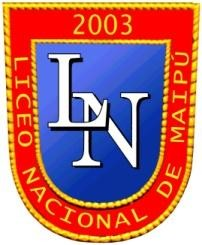 2003
LICEO NACIONAL DE MAIPÚ
LN